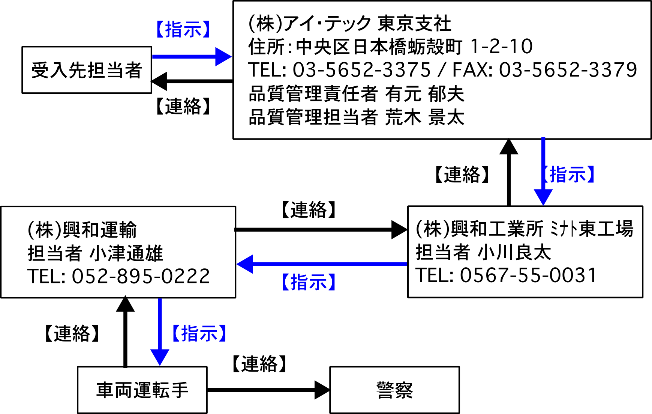 【指示】
(株)アイ・テック 東京支社
住所:中央区日本橋蛎殻町 1-2-10
TEL: 03-5652-3375 / FAX: 03-5652-3379
品質管理責任者 有元 郁夫
品質管理担当者 荒木 景太
受入先担当者
【連絡】
【連絡】
【指示】
(株)興和運輸
担当者 小津通雄
TEL: 052-895-0222
【連絡】
【指示】
(株)興和工業所 ミナト東工場
担当者 小川良太
TEL: 0567-55-0031
【連絡】
【指示】
【連絡】
車両運転手
警察